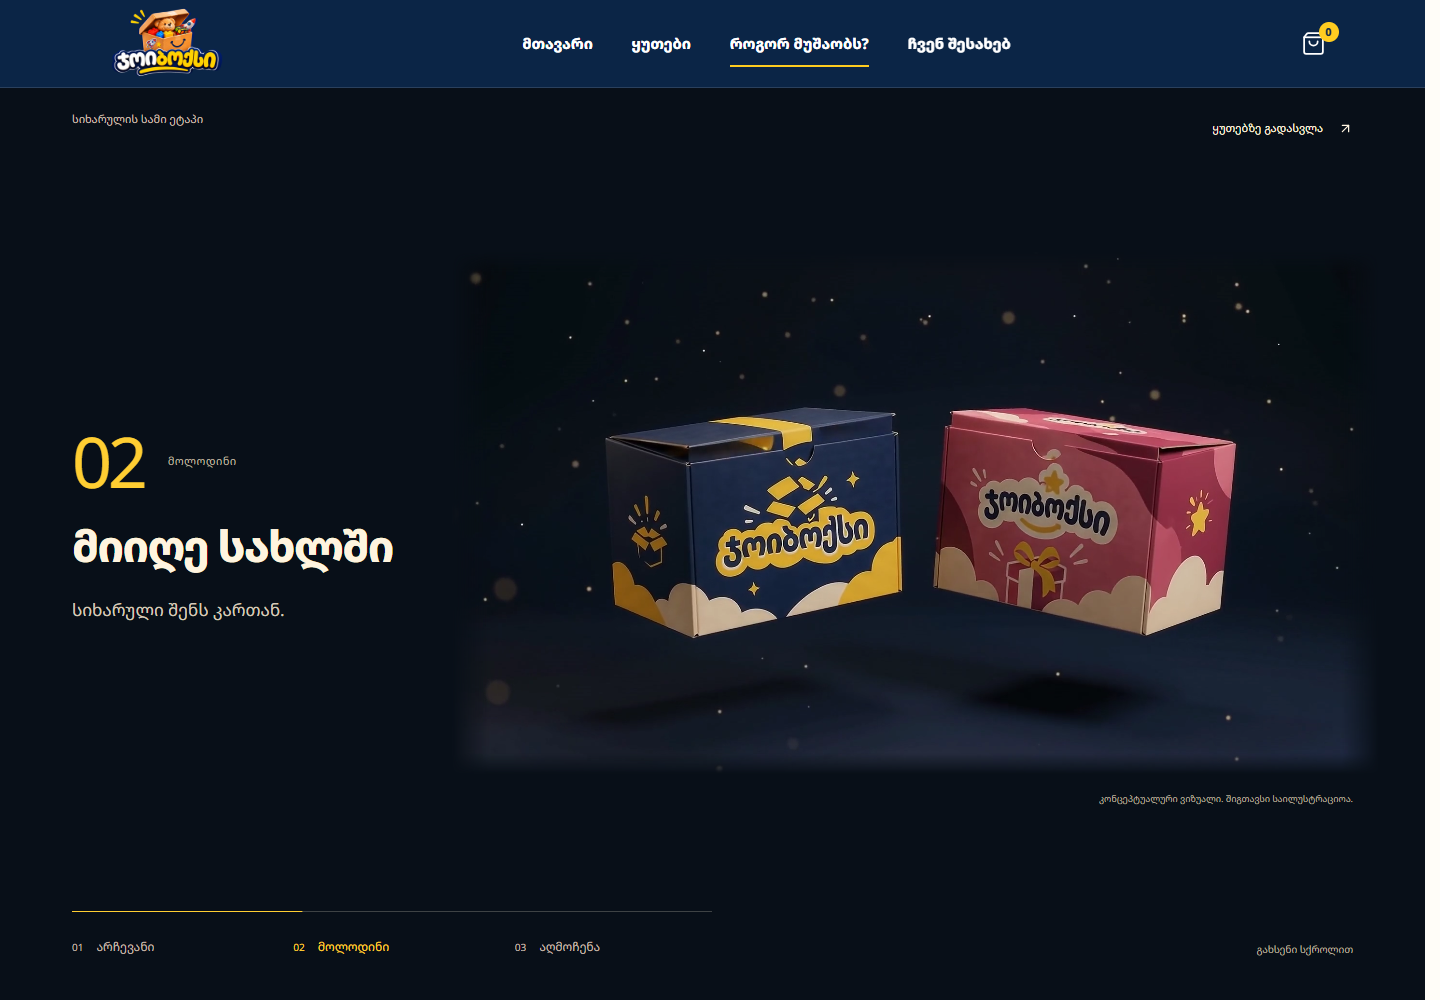 ჯოიბოქსი
მთავარი
ყუთები
როგორ მუშაობს?
ჩვენ შესახებ
0
სიხარულის სამი ეტაპი
ყუთებზე გადასვლა
02
მოლოდინი
მიიღე სახლში
სიხარული შენს კართან.
ჯოიბოქსი
ჯოიბოქსი
კონცეპტუალური ვიზუალი. შიგთავსი საილუსტრაციოა.
01 არჩევანი
02 მოლოდინი
03 აღმოჩენა
გახსენი სქროლით